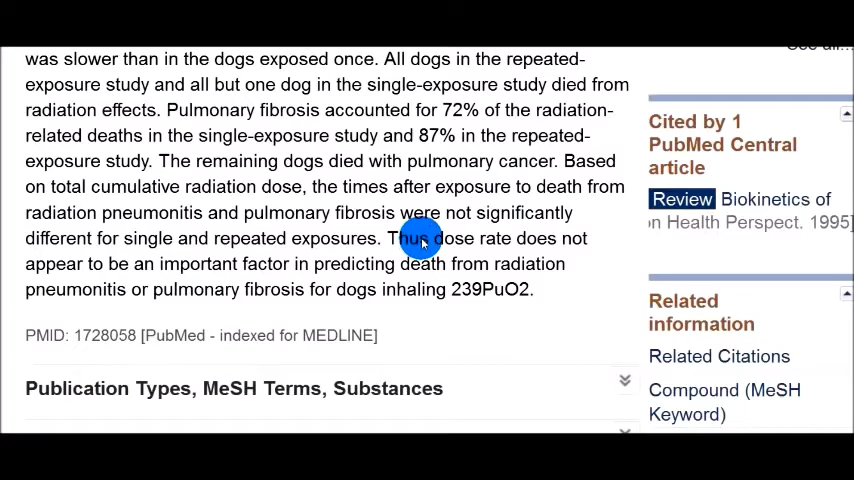 was slower than in the dogs exposed once. All dogs in the repeated-
exposure study and all but one dog in the single-exposure study died from
radiation effects. Pulmonary fibrosis accounted for 72% of the radiation-
related deaths in the single-exposure study and 87% in the repeated-
exposure study. The remaining dogs died with pulmonary cancer. Based
on total cumulative radiation dose, the times after exposure to death from
radiation pneumonitis and pulmonary fibrosis were not significantly
different for single and repeated exposures. Thus dose rate does not
appear to be an important factor in predicting death from radiation
pneumonitis or pulmonary fibrosis for dogs inhaling 239PuO2.
PMID: 1728058 [PubMed - indexed for MEDLINE]
Publication Types, MeSH Terms, Substances
See all...
Cited by 1
PubMed Central
article
Review Biokinetics of
on Health Perspect. 1995]
Related
information
Related Citations
Compound (MeSH
Keyword)